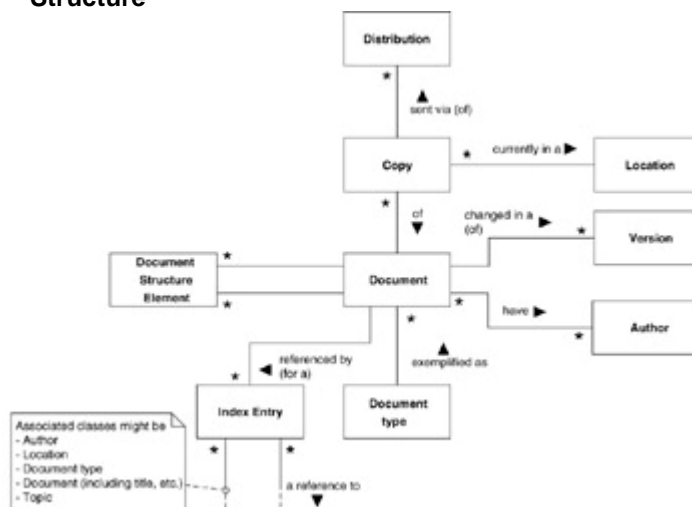 Structure
Distribution
*
sent via (of)
Copy
*
currently in a
Location
*
of
changed in a
(of)
*
Version
Document
Structure
Element
*
*
Document
*
*
have
*
Author
referenced by
(for a)
*
exemplified as
Index Entry
Document
type
*
*
Associated classes might be
- Author
- Location
- Document type
- Document (including title, etc.)
- Topic
a reference to